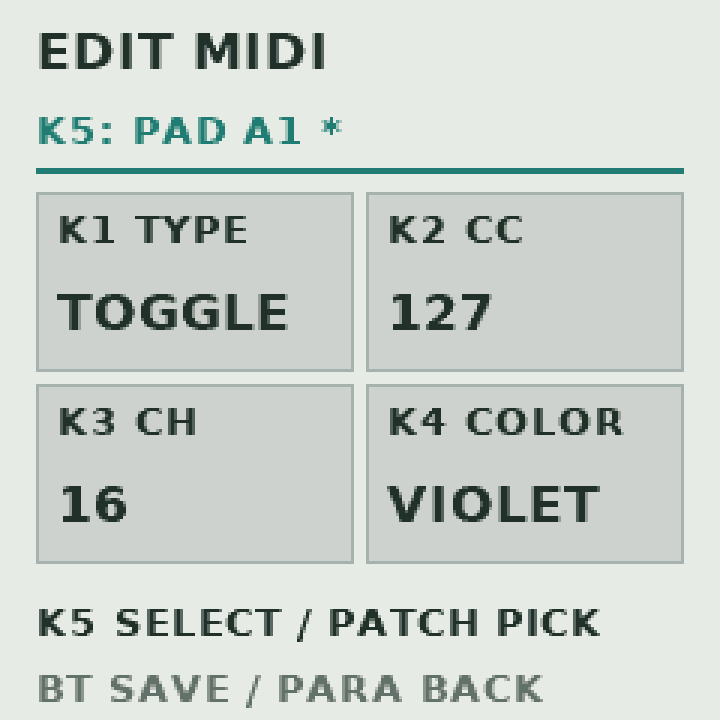 EDIT MIDI
K5: PAD A1 *
K1 TYPE
TOGGLE
K2 CC
127
K3 CH
16
K4 COLOR
VIOLET
K5 SELECT / PATCH PICK
BT SAVE / PARA BACK